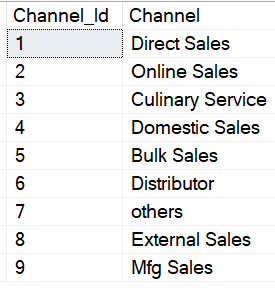 Channel_Id Channel
1 Direct Sales
2 Online Sales
3 Culinary Service
4 Domestic Sales
5 Bulk Sales
6 Distributor
7 others
8 External Sales
9 Mfg Sales